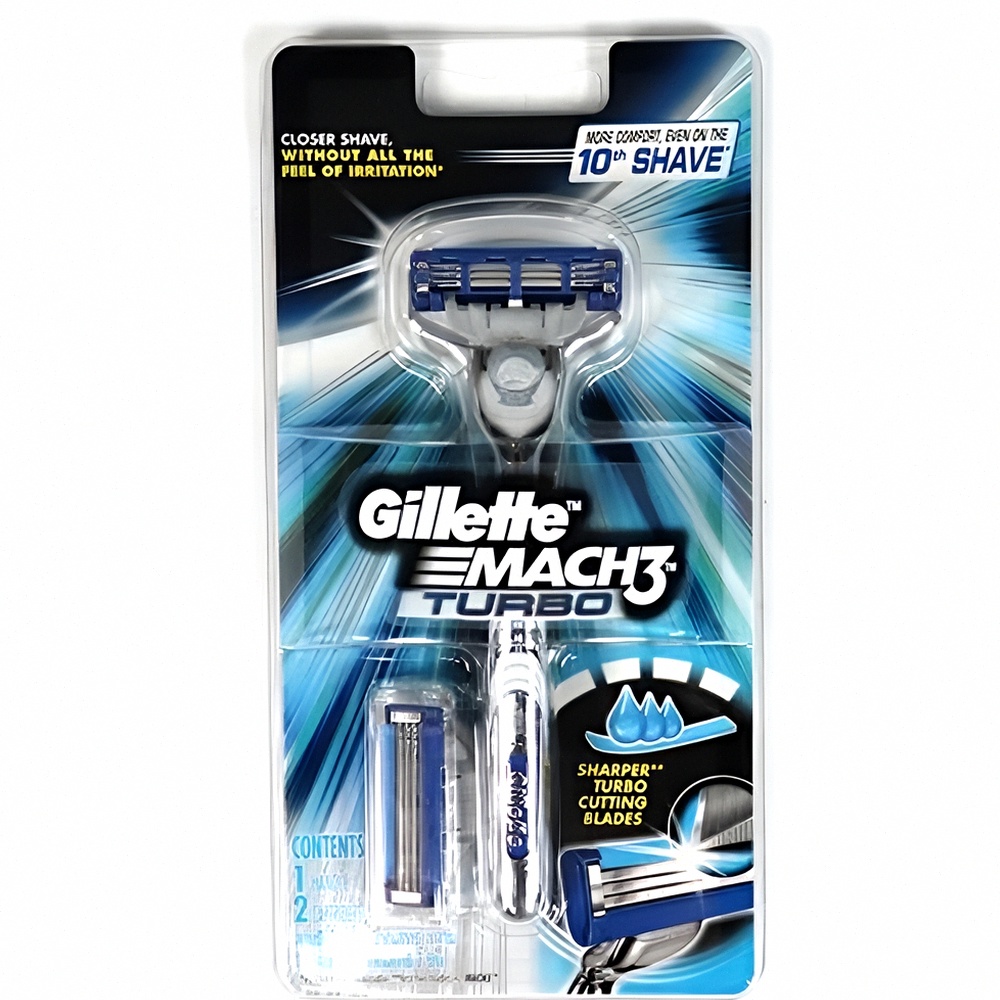 CLOSER SHAVE,
WITHOUT ALL THE
FEEL OF IRRITATION*
MORE COMFORT, EVEN ON THE
10th SHAVE*
Gillette™
MACH3™
TURBO
SHARPER**
TURBO
CUTTING
BLADES
CONTENTS
1
2